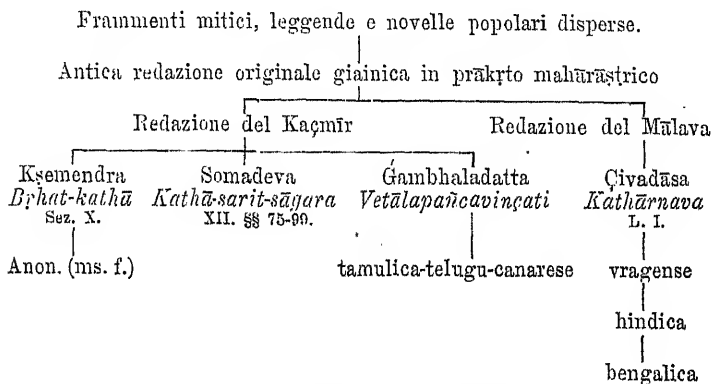 Frammenti mitici, leggende e novelle popolari disperse.
Antica redazione originale giainica in prākṛto mahārāṣṭrico
Redazione del Kaçmīr Redazione del Mālava
Kṣemendra Somadeva Ǵambhaladatta Çivadāsa
Bṛhat-kathā Kathā-sarit-sāgara Vetālapañcavinçati Kathārnava
Sez. X. XII. §§ 75-99. L. I.
Anon. (ms. f.) tamulica-telugu-canarese vragense
hindica
bengalica